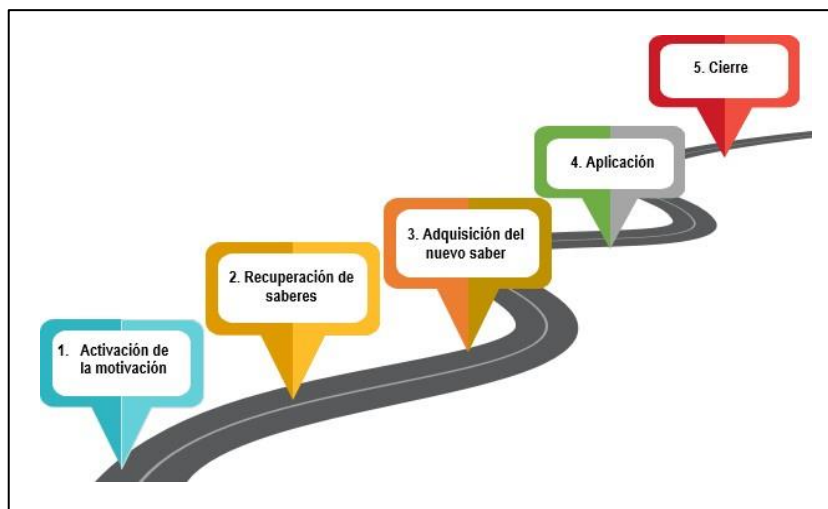 1. Activación de
la motivación
2. Recuperación de
saberes
3. Adquisición del
nuevo saber
4. Aplicación
5. Cierre